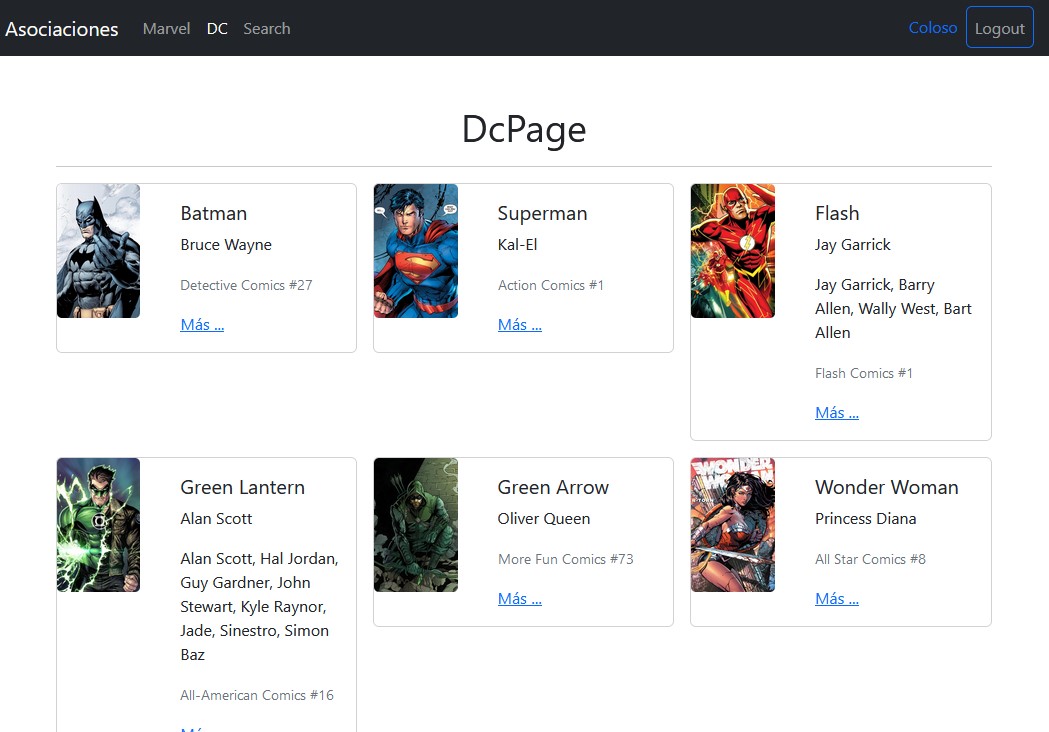 Asociaciones Marvel DC Search Coloso Logout
DcPage
Batman
Bruce Wayne
Detective Comics #27
Más ...
Superman
Kal-El
Action Comics #1
Más ...
Flash
Jay Garrick
Jay Garrick, Barry
Allen, Wally West, Bart
Allen
Flash Comics #1
Más ...
Green Lantern
Alan Scott
Alan Scott, Hal Jordan,
Guy Gardner, John
Stewart, Kyle Raynor,
Jade, Sinestro, Simon
Baz
All-American Comics #16
Green Arrow
Oliver Queen
More Fun Comics #73
Más ...
WONDER
Wonder Woman
Princess Diana
All Star Comics #8
Más ...